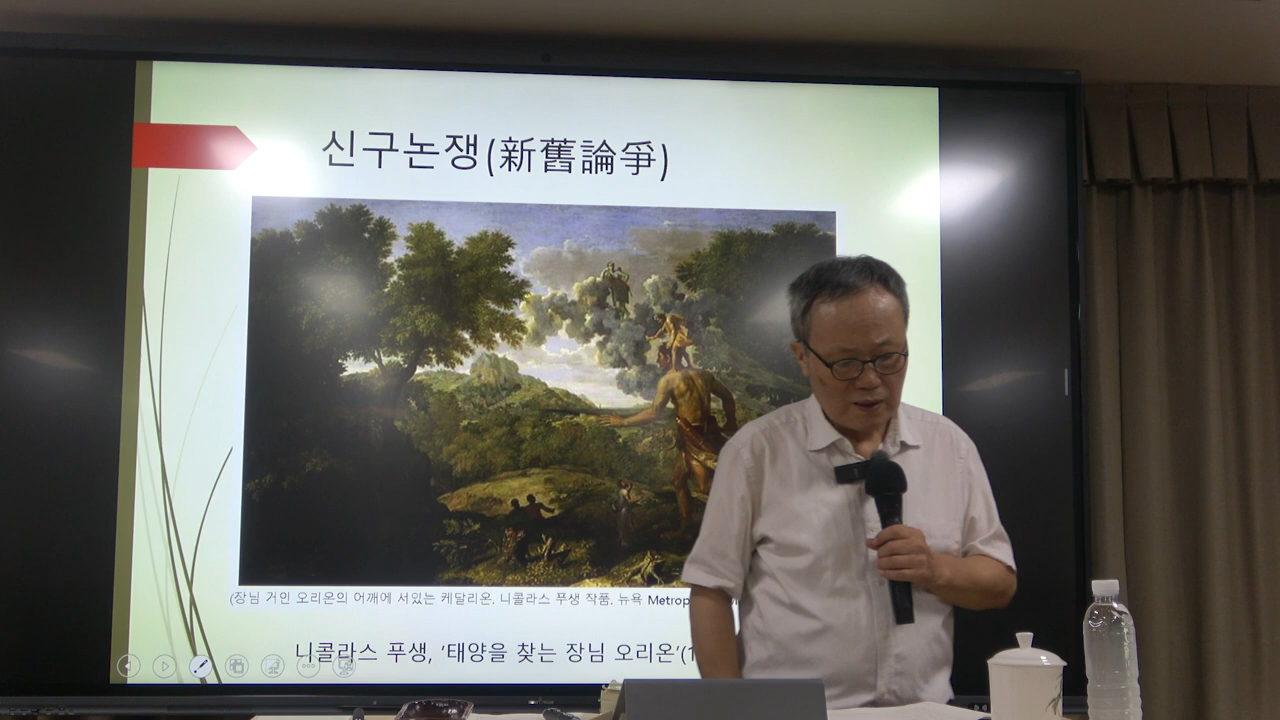 신구논쟁(新舊論爭)
(장님 거인 오리온의 어깨에 서있는 케달리온. 니콜라스 푸생 작품. 뉴욕
니콜라스 푸생, '태양을 찾는 장님 오리온'(1